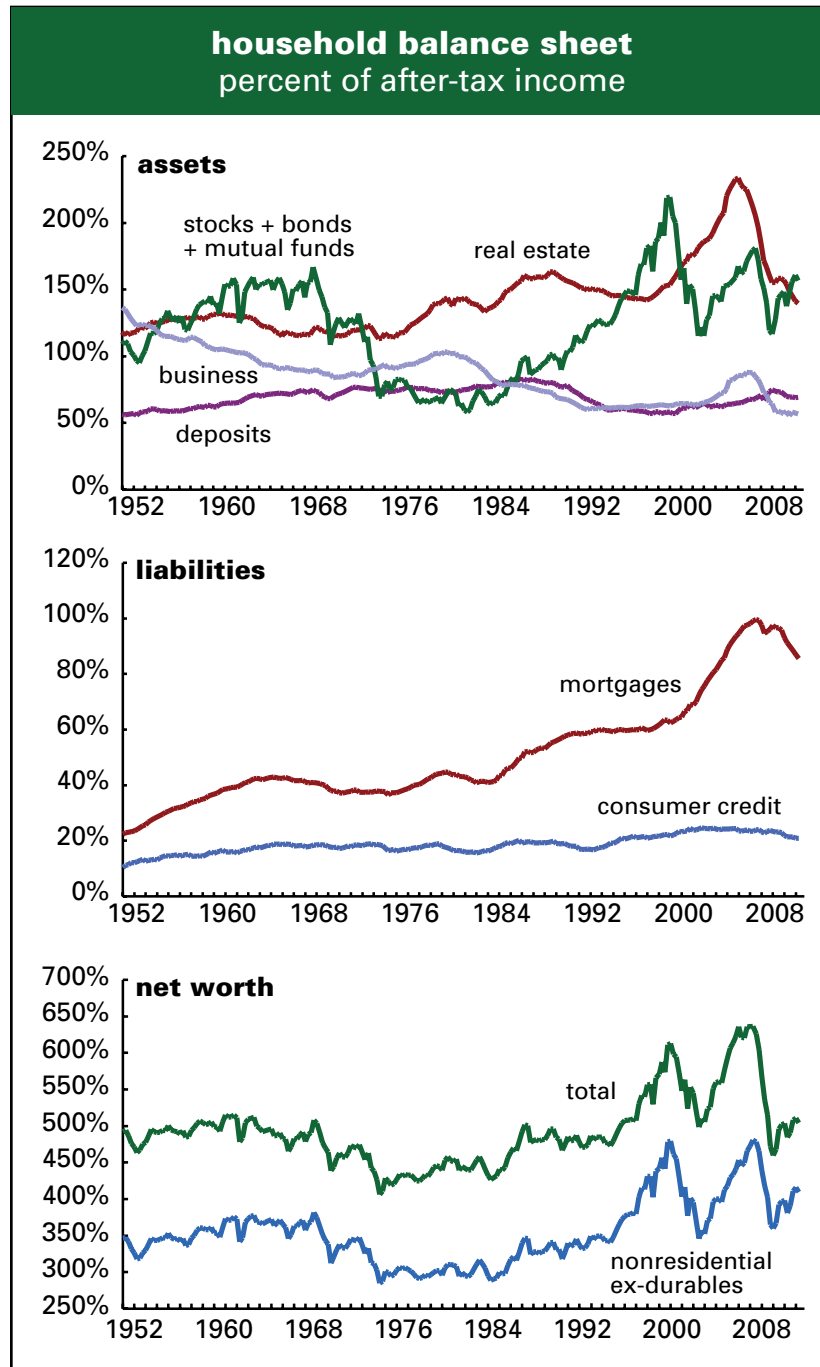 household balance sheet
percent of after-tax income
250%
assets
200%
stocks + bonds
+ mutual funds
real estate
150%
100%
business
50%
deposits
0%
1952 1960 1968 1976 1984 1992 2000 2008
120%
liabilities
100%
80%
mortgages
60%
40%
consumer credit
20%
0%
1952 1960 1968 1976 1984 1992 2000 2008
700%
net worth
650%
600%
550%
total
500%
450%
400%
350%
nonresidential
300%
ex-durables
250%
1952 1960 1968 1976 1984 1992 2000 2008